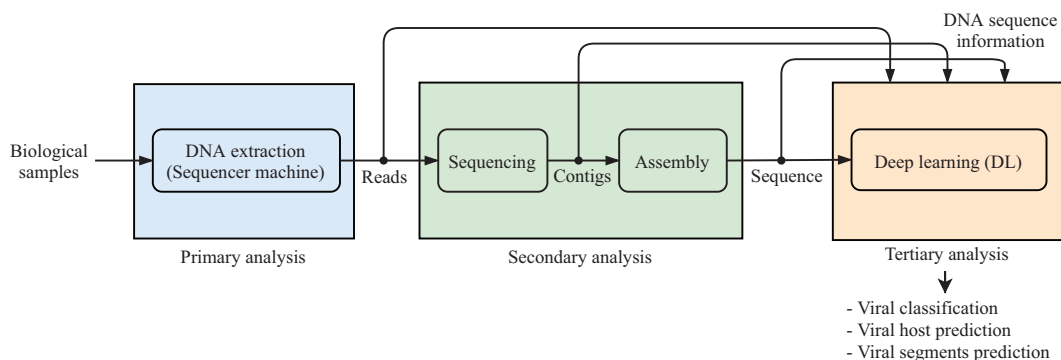 DNA sequence
information
Biological
samples
DNA extraction
(Sequencer machine)
Reads
Sequencing
Contigs
Assembly
Sequence
Deep learning (DL)
Primary analysis
Secondary analysis
Tertiary analysis
- Viral classification
- Viral host prediction
- Viral segments prediction